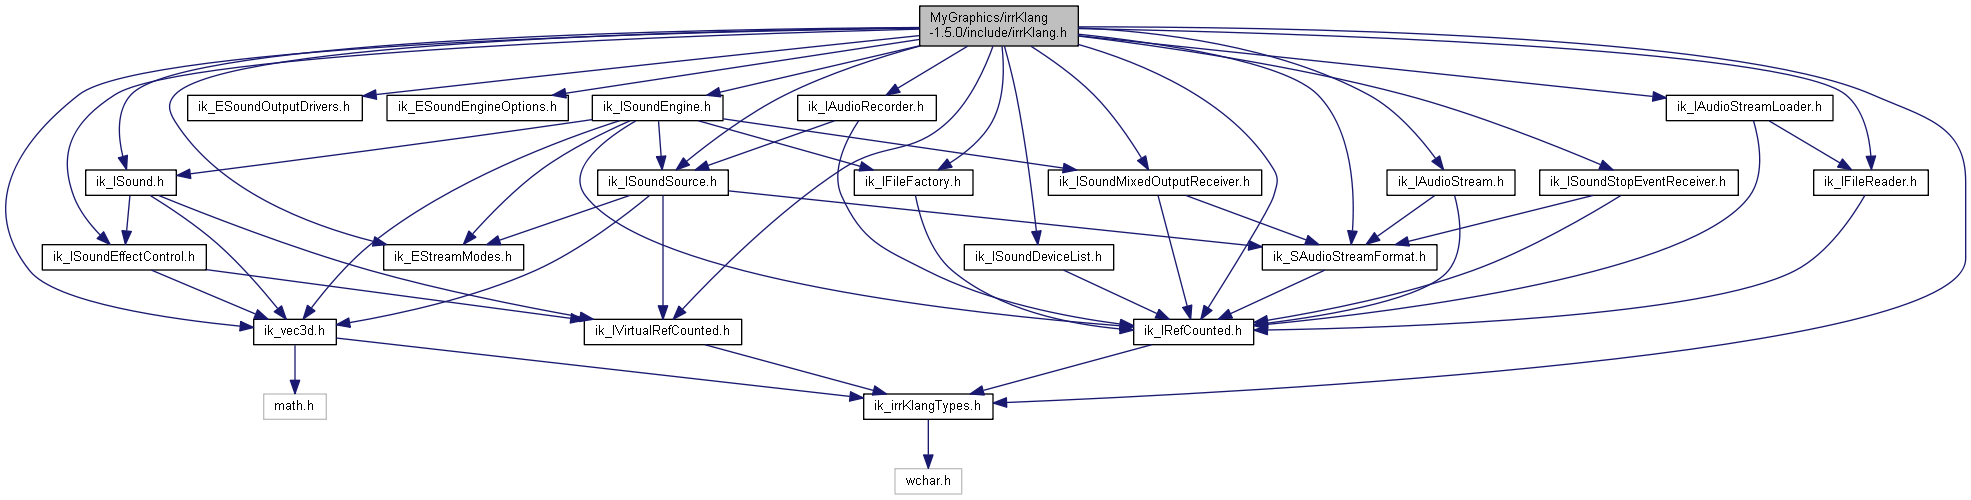 MyGraphics/irrKlang
-1.5.0/include/irrKlang.h
ik_ESoundOutputDrivers.h
ik_ESoundEngineOptions.h
ik_ISoundEngine.h
ik_IAudioRecorder.h
ik_IAudioStreamLoader.h
ik_ISound.h
ik_ISoundSource.h
ik_IFileFactory.h
ik_ISoundMixedOutputReceiver.h
ik_IAudioStream.h
ik_ISoundStopEventReceiver.h
ik_IFileReader.h
ik_ISoundEffectControl.h
ik_EStreamModes.h
ik_ISoundDeviceList.h
ik_SAudioStreamFormat.h
ik_vec3d.h
ik_IVirtualRefCounted.h
ik_IRefCounted.h
math.h
ik_irrKlangTypes.h
wchar.h